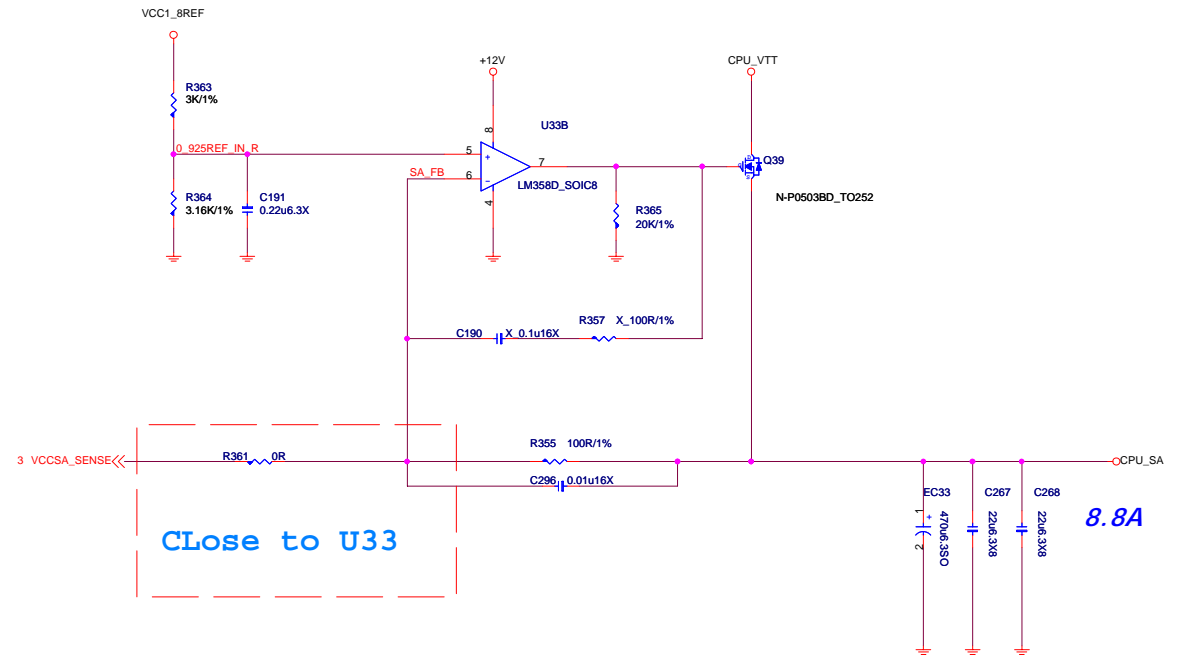 VCC1_8REF
R363
3K/1%
0_925REF_IN_R
R364
3.16K/1%
C191
0.22u6.3X
+12V
8
U33B
5
+
7
SA_FB
6
-
LM358D_SOIC8
4
R365
20K/1%
CPU_VTT
D
G
S
Q39
N-P0503BD_TO252
C190
X_0.1u16X
R357 X_100R/1%
3 VCCSA_SENSE
R361
0R
R355 100R/1%
C296
0.01u16X
CPU_SA
EC33
1
+
2
470u6.3SO
C267
22u6.3X8
C268
22u6.3X8
8.8A
CLose to U33